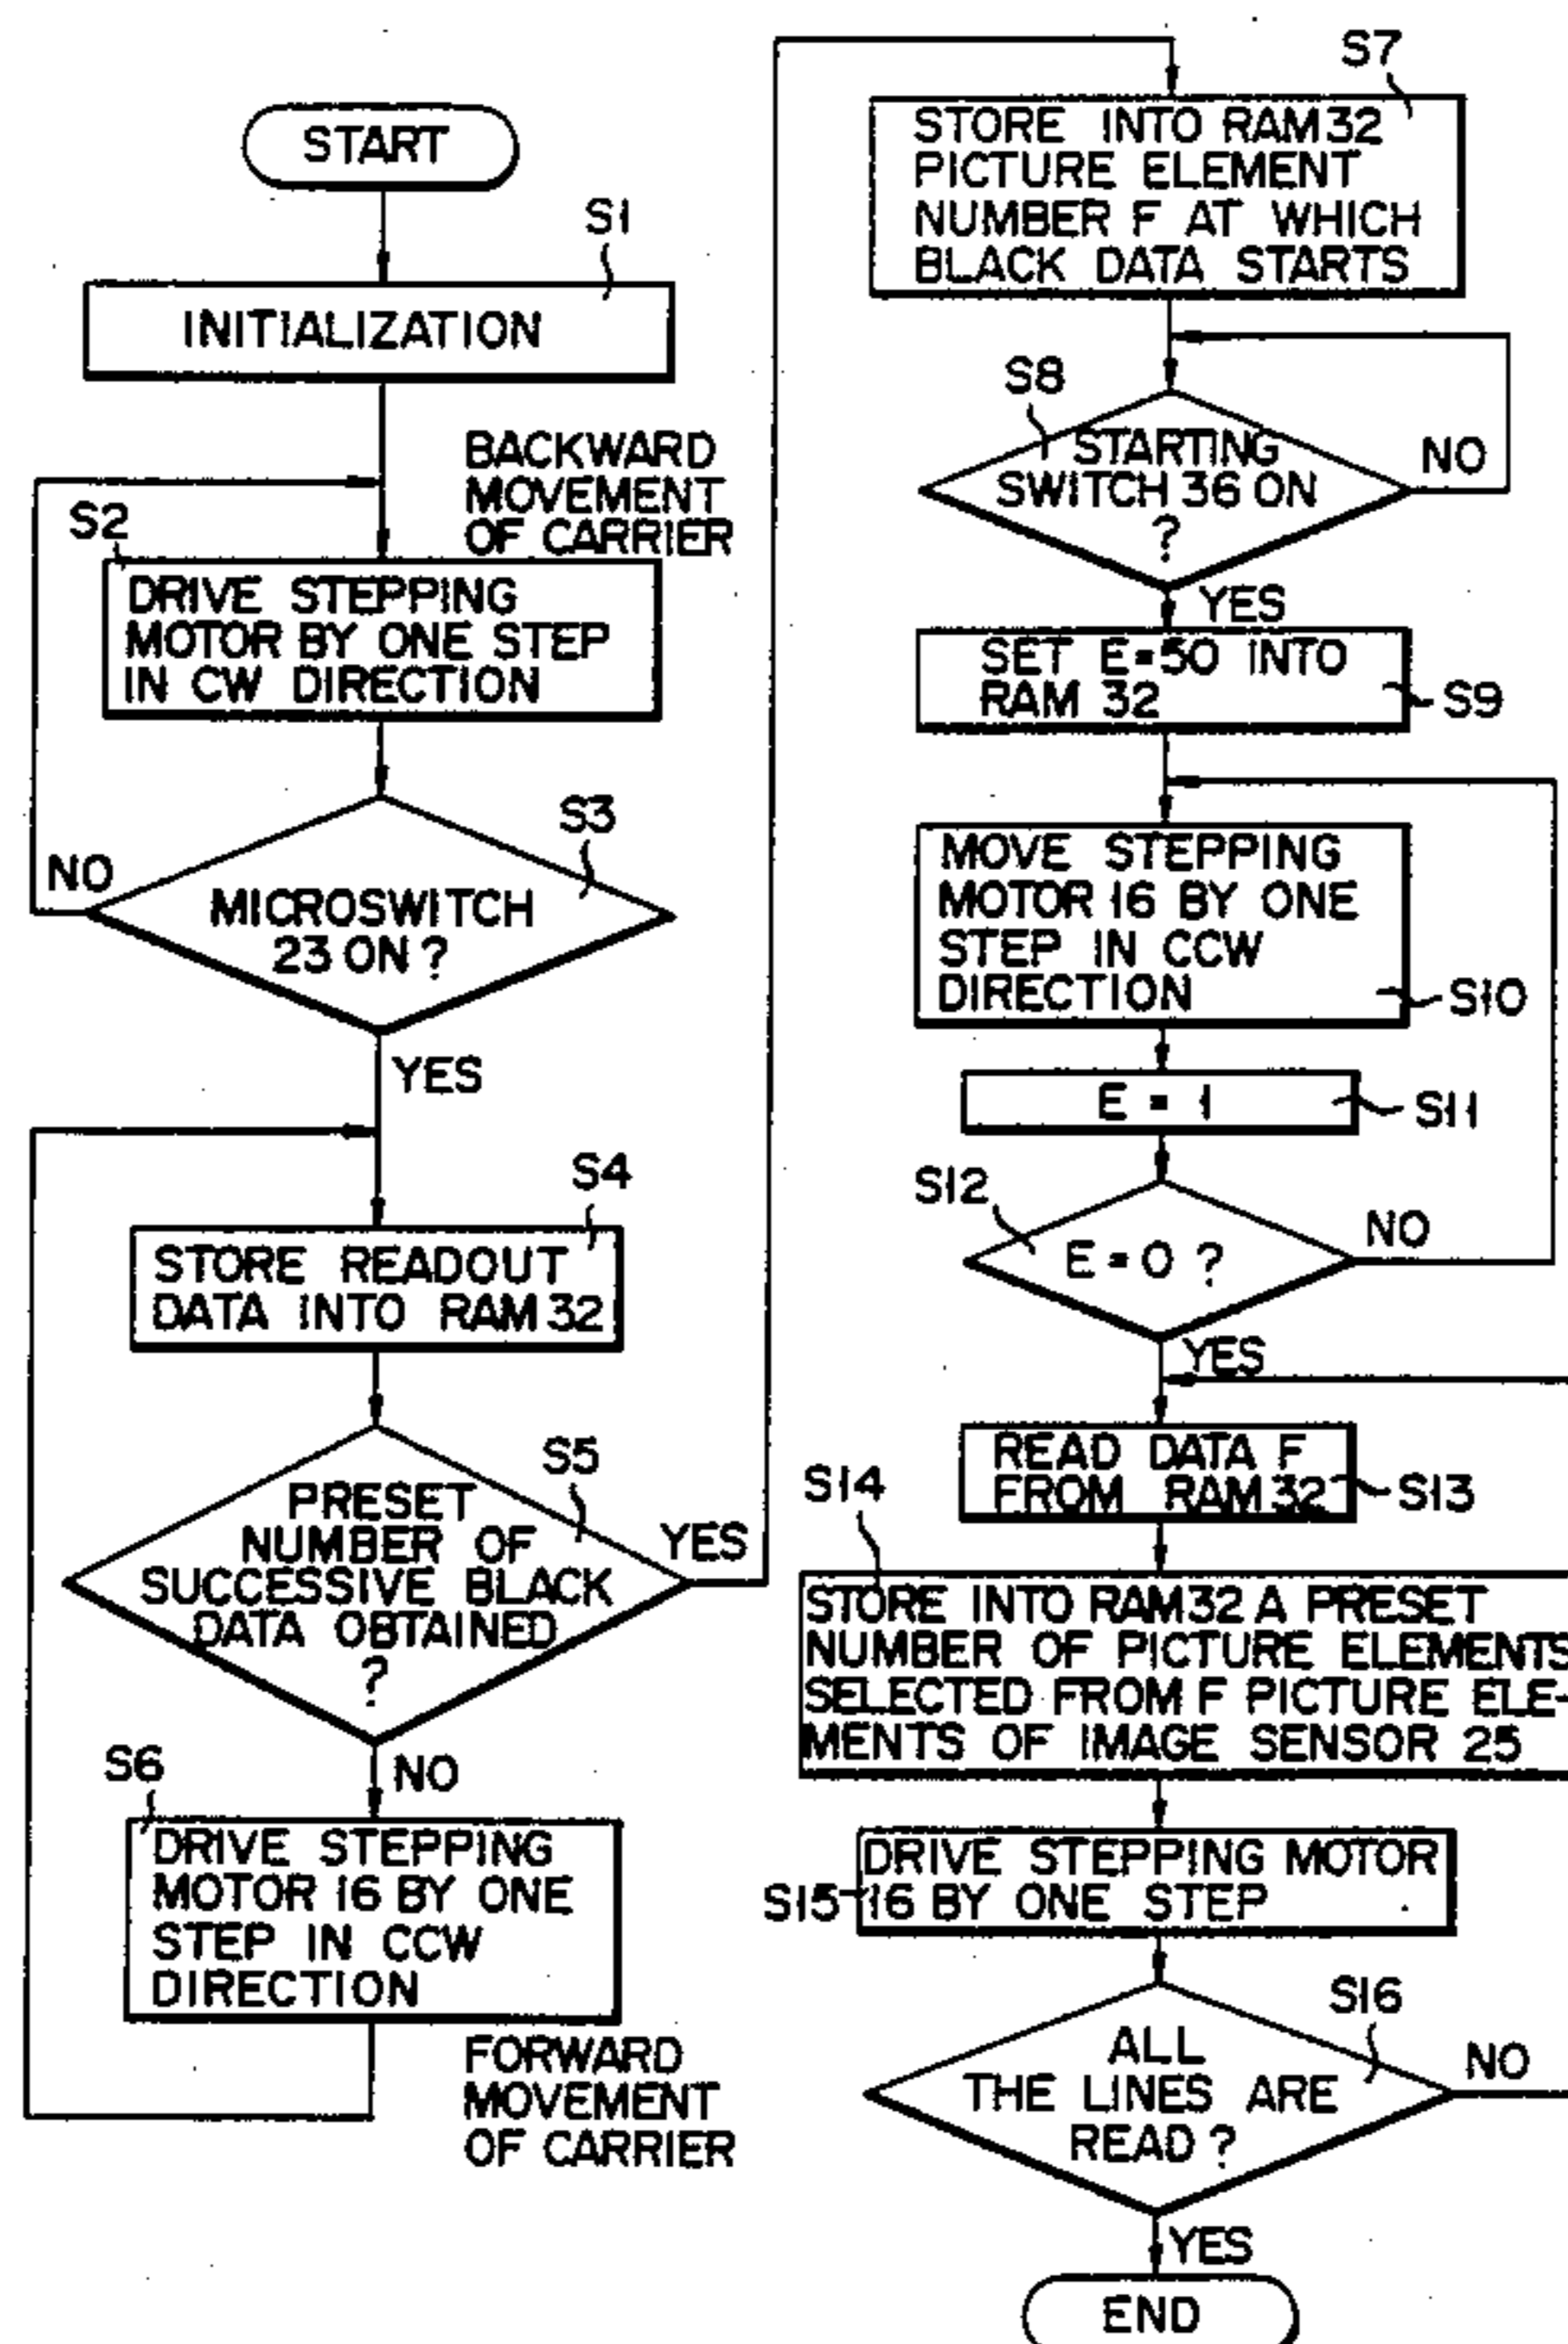 START
S1
INITIALIZATION
BACKWARD
MOVEMENT
OF CARRIER
S2
DRIVE STEPPING
MOTOR BY ONE STEP
IN CW DIRECTION
S3
NO
MICROSWITCH
23 ON ?
YES
S4
STORE READOUT
DATA INTO RAM 32
S5
PRESET
NUMBER OF
SUCCESSIVE BLACK
DATA OBTAINED
?
YES
NO
S6
DRIVE STEPPING
MOTOR 16 BY ONE
STEP IN CCW
DIRECTION
FORWARD
MOVEMENT
OF CARRIER
S7
STORE INTO RAM 32
PICTURE ELEMENT
NUMBER F AT WHICH
BLACK DATA STARTS
S8
STARTING
SWITCH 36 ON
?
NO
YES
SET E=50 INTO
RAM 32
S9
MOVE STEPPING
MOTOR 16 BY ONE
STEP IN CCW
DIRECTION
S10
E = 1
S11
S12
E = 0 ?
NO
YES
READ DATA F
FROM RAM 32
S13
S14
STORE INTO RAM 32 A PRESET
NUMBER OF PICTURE ELEMENTS
SELECTED FROM F PICTURE ELE-
MENTS OF IMAGE SENSOR 25
DRIVE STEPPING MOTOR
16 BY ONE STEP
S15
S16
ALL
THE LINES ARE
READ ?
NO
YES
END